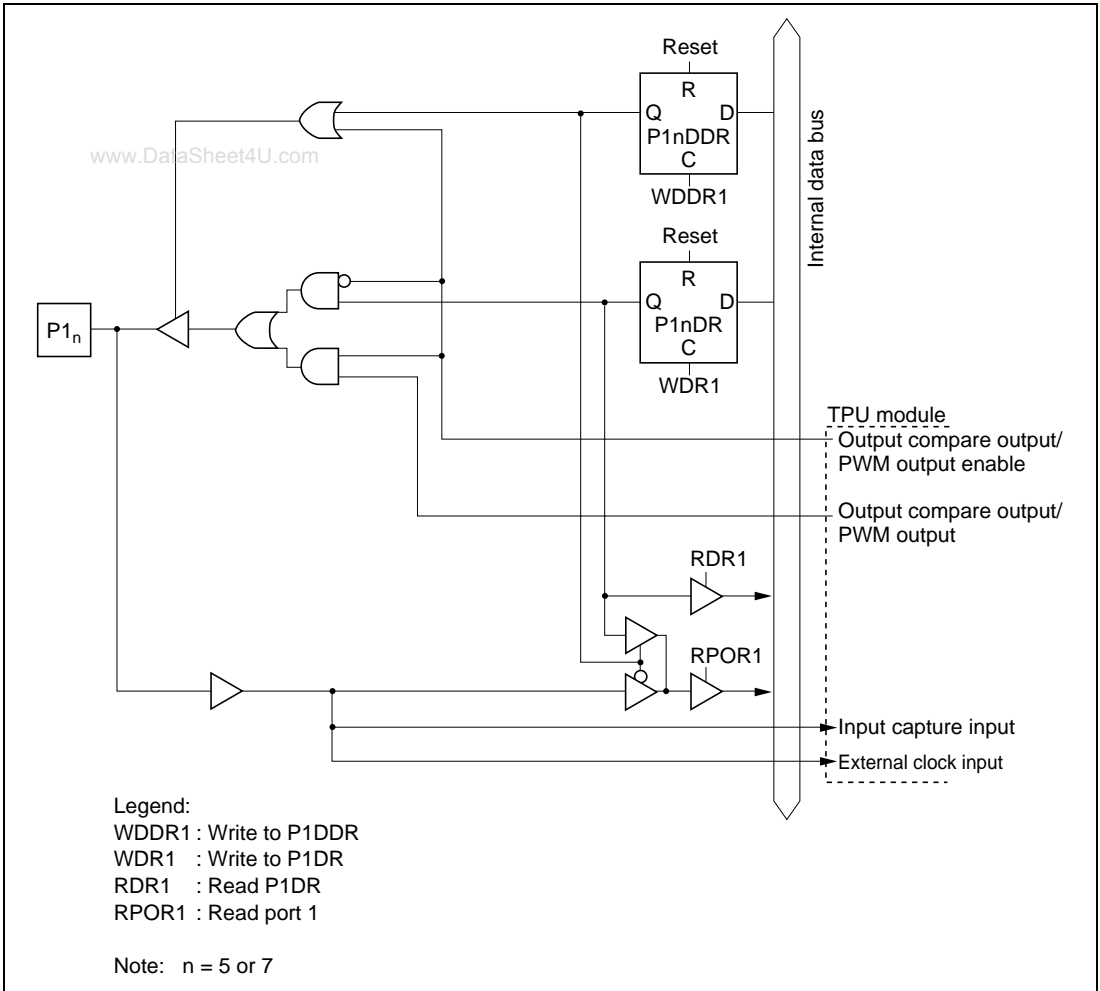 Reset
R
Q D
P1nDDR
C
WDDR1
www.DataSheet4U.com
Internal data bus
Reset
R
Q D
P1nDR
C
WDR1
P1n
TPU module
Output compare output/
PWM output enable
Output compare output/
PWM output
RDR1
RPOR1
Input capture input
External clock input
Legend:
WDDR1 : Write to P1DDR
WDR1 : Write to P1DR
RDR1 : Read P1DR
RPOR1 : Read port 1
Note: n = 5 or 7